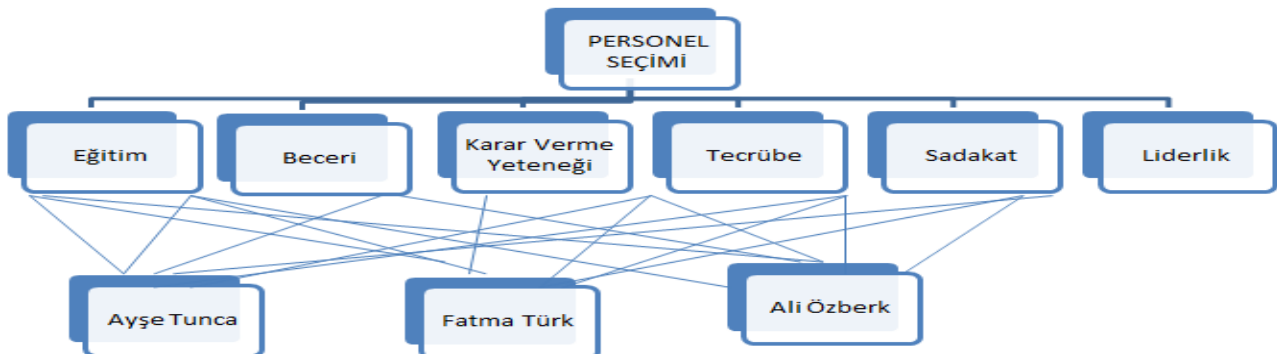 PERSONEL
SEÇİMİ
Eğitim
Beceri
Karar Verme
Yeteneği
Tecrübe
Sadakat
Liderlik
Ayşe Tunca
Fatma Türk
Ali Özberk